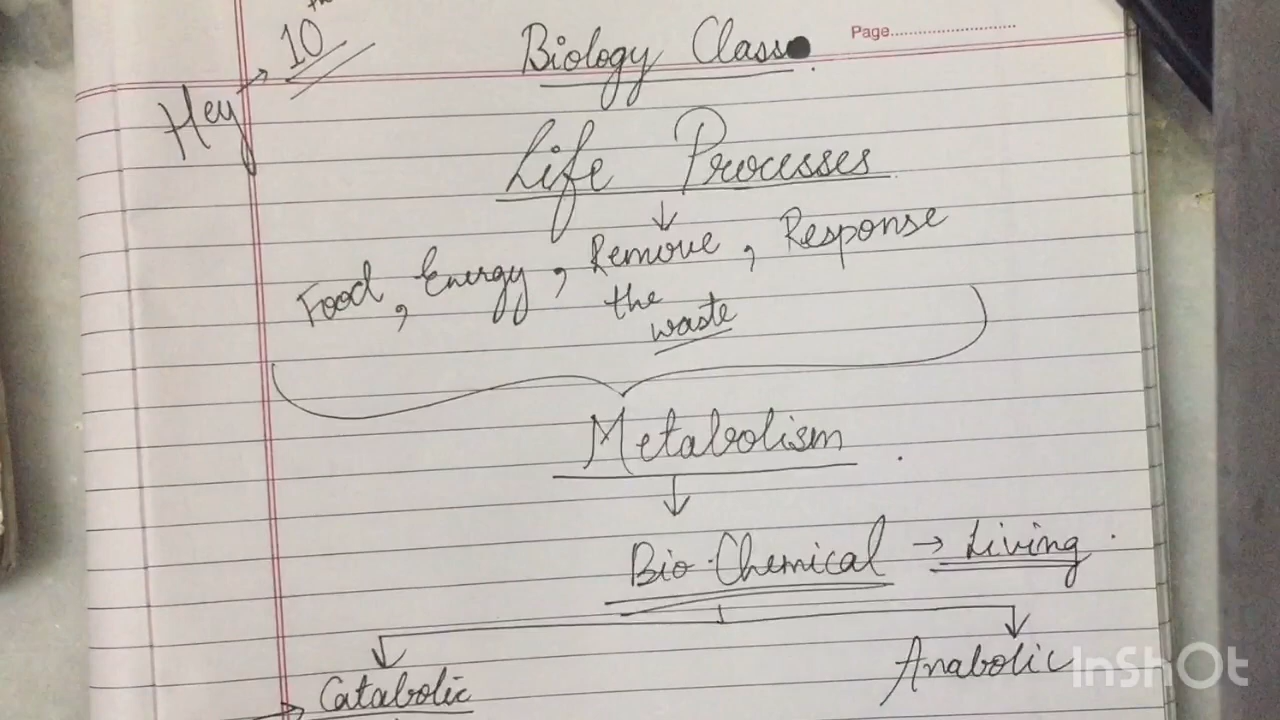 10th
Biology Class
Page
Hey
Life Processes
Food, Energy, Remove the waste, Response
Metabolism
Bio-Chemical → Living
Catabolic
Anabolic
InShOt